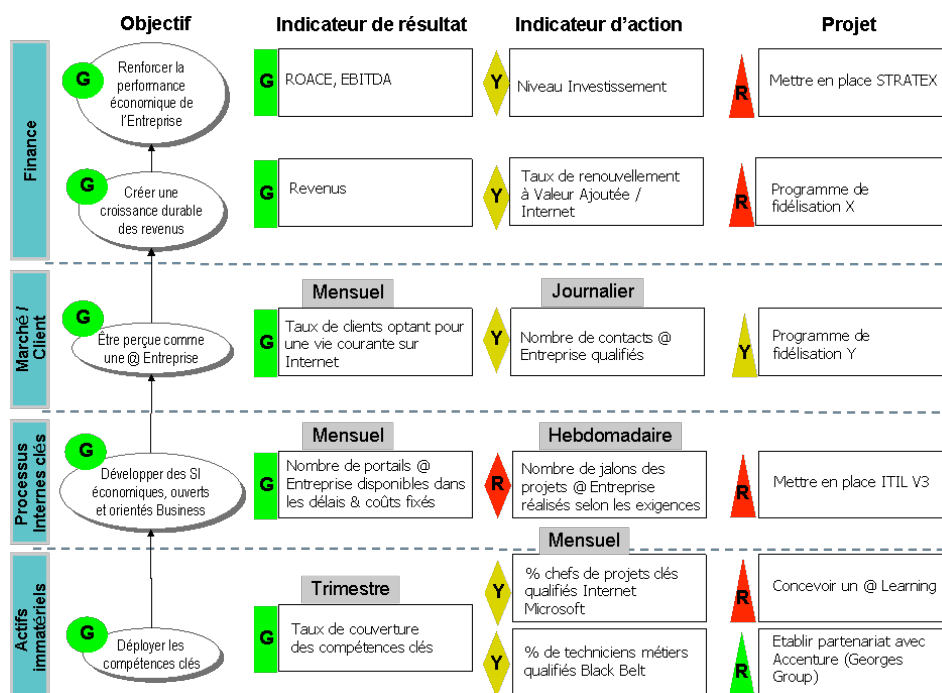 Objectif
Indicateur de résultat
Indicateur d'action
Projet
Finance
G
Renforcer la
performance
économique de
l'Entreprise
G
ROACE, EBITDA
Y
Niveau Investissement
R
Mettre en place STRATEX
G
Créer une
croissance durable
des revenus
G
Revenus
Y
Taux de renouvellement
à Valeur Ajoutée /
Internet
R
Programme de
fidélisation X
Marché /
Client
G
Être perçue comme
une @ Entreprise
Mensuel
G
Taux de clients optant pour
une vie courante sur
Internet
Journalier
Y
Nombre de contacts @
Entreprise qualifiés
Y
Programme de
fidélisation Y
Processus
Internes clés
G
Développer des SI
économiques, ouverts
et orientés Business
Mensuel
G
Nombre de portails @
Entreprise disponibles dans
les délais & coûts fixés
Hebdomadaire
R
Nombre de jalons des
projets @ Entreprise
réalisés selon les exigences
R
Mettre en place ITIL V3
Actifs
immatériels
G
Déployer les
compétences clés
Trimestre
G
Taux de couverture
des compétences clés
Mensuel
Y
% chefs de projets clés
qualifiés Internet
Microsoft
R
Concevoir un @ Learning
Y
% de techniciens métiers
qualifiés Black Belt
R
Etablir partenariat avec
Accenture (Georges
Group)